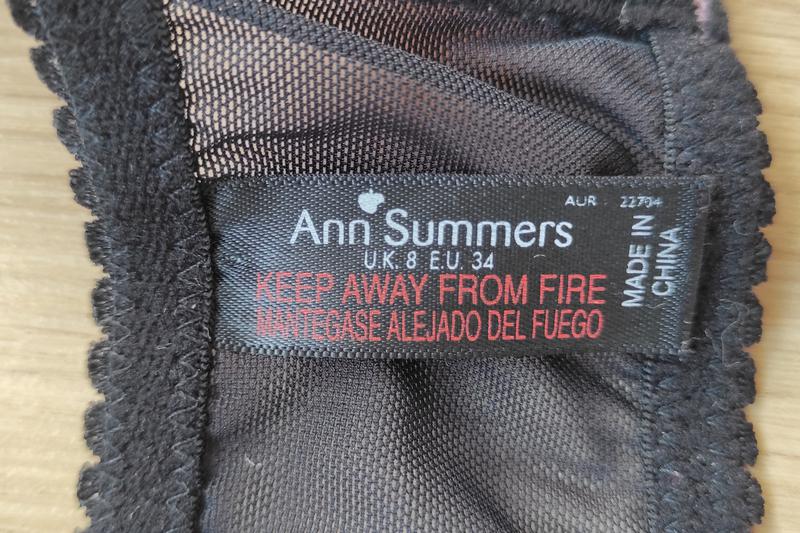 AUR 22704
Ann Summers
U.K. 8 E.U. 34
KEEP AWAY FROM FIRE
MANTEGASE ALEJADO DEL FUEGO
MADE IN
CHINA